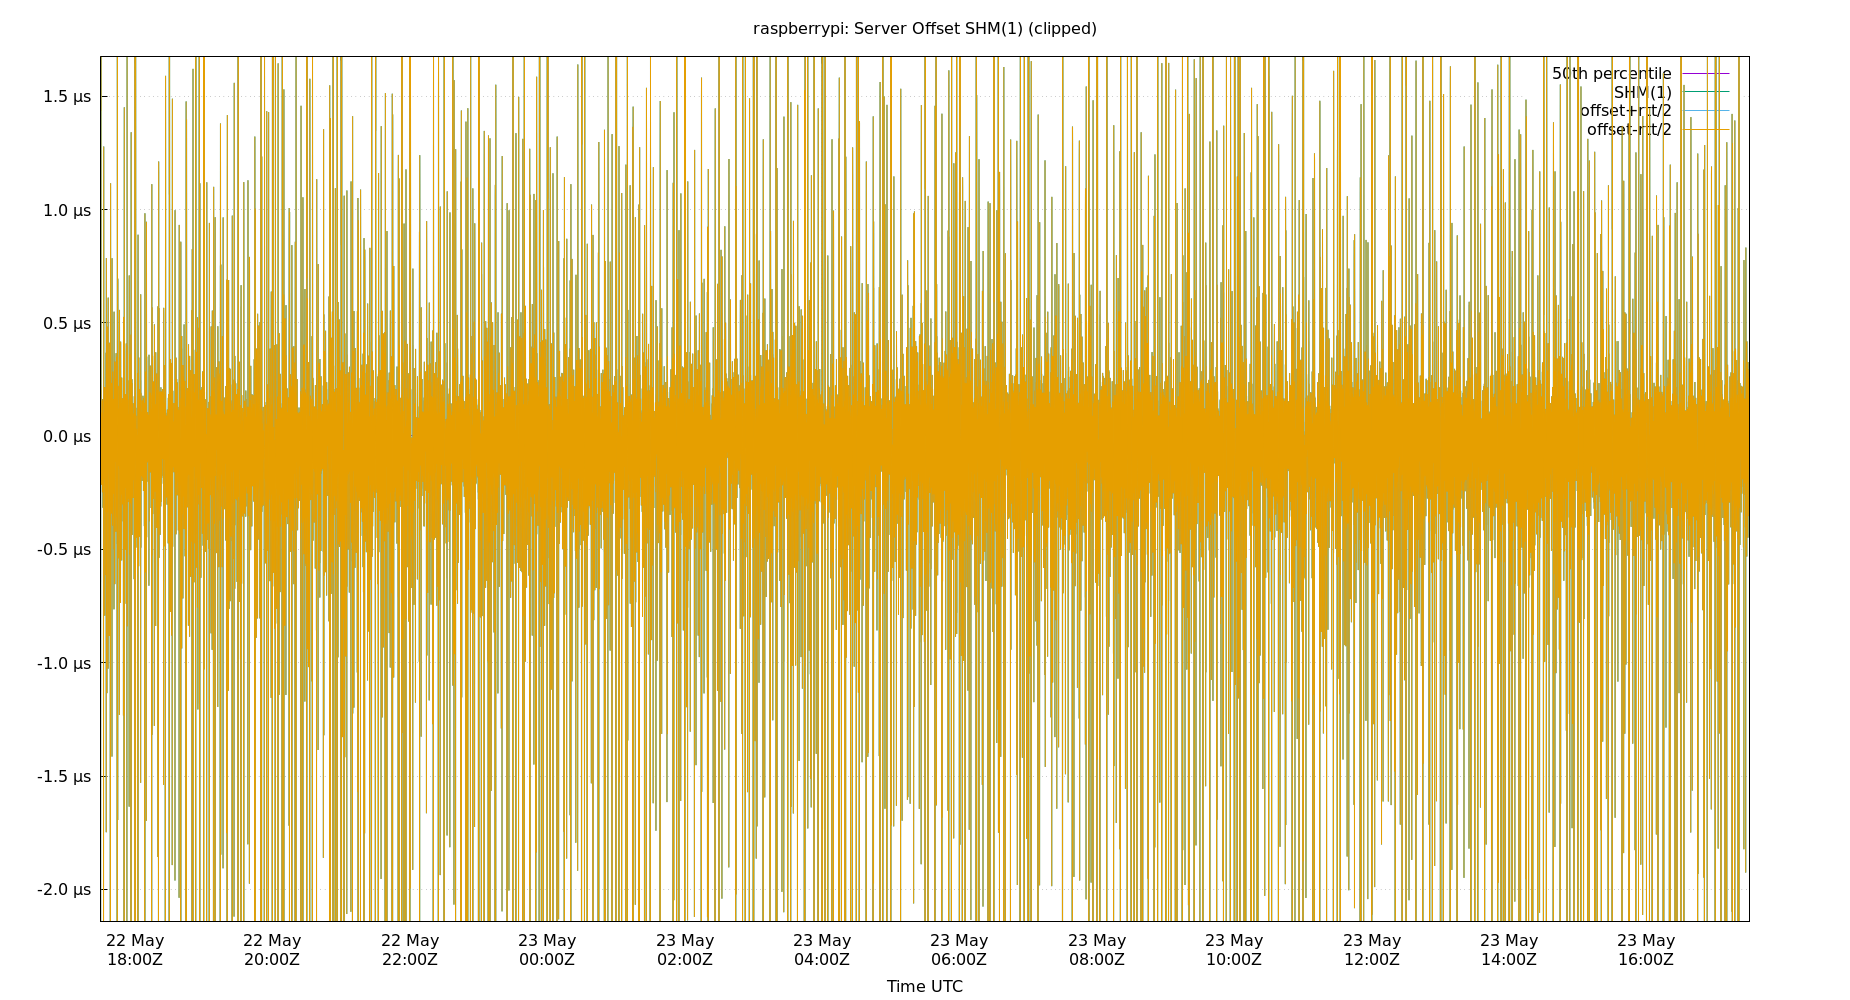 raspberrypi: Server Offset SHM(1) (clipped)
50th percentile
SHM(1)
offset+rtt/2
offset-rtt/2
1.5 µs
1.0 µs
0.5 µs
0.0 µs
-0.5 µs
-1.0 µs
-1.5 µs
-2.0 µs
22 May 22 May 22 May 23 May 23 May 23 May 23 May 23 May 23 May 23 May 23 May 23 May
18:00Z 20:00Z 22:00Z 00:00Z 02:00Z 04:00Z 06:00Z 08:00Z 10:00Z 12:00Z 14:00Z 16:00Z
Time UTC